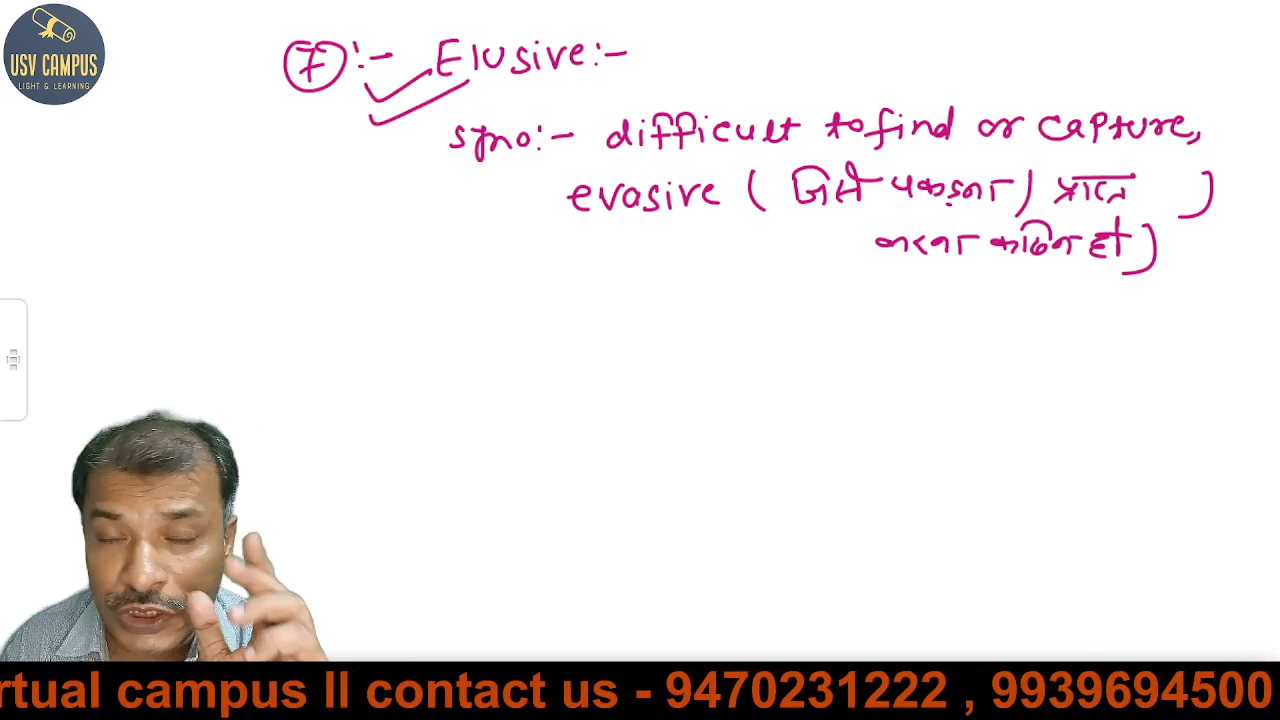 USV CAMPUS
LIGHT & LEARNING
7 :- Elusive:-
syno:- difficult to find or capture,
evasive ( जिसे पकड़ना / प्राप्त )
करना कठिन हो )
rtual campus II contact us - 9470231222 , 9939694500